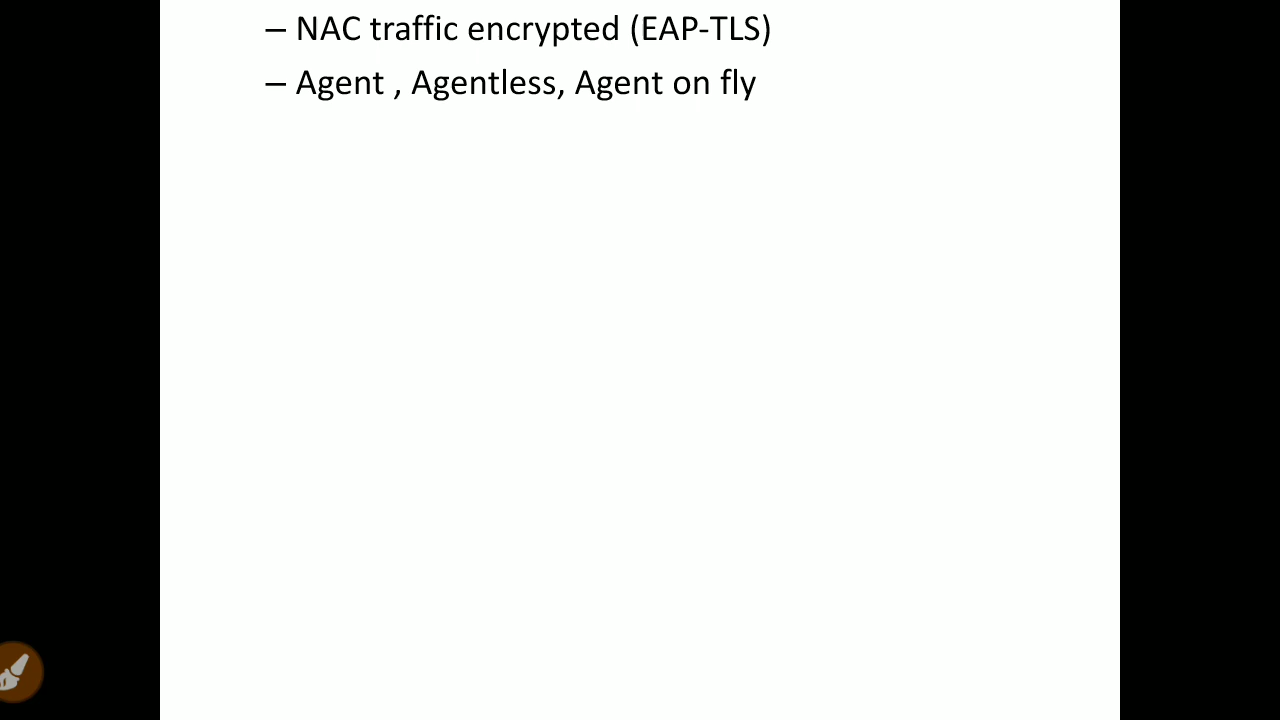 – NAC traffic encrypted (EAP-TLS)
– Agent , Agentless, Agent on fly